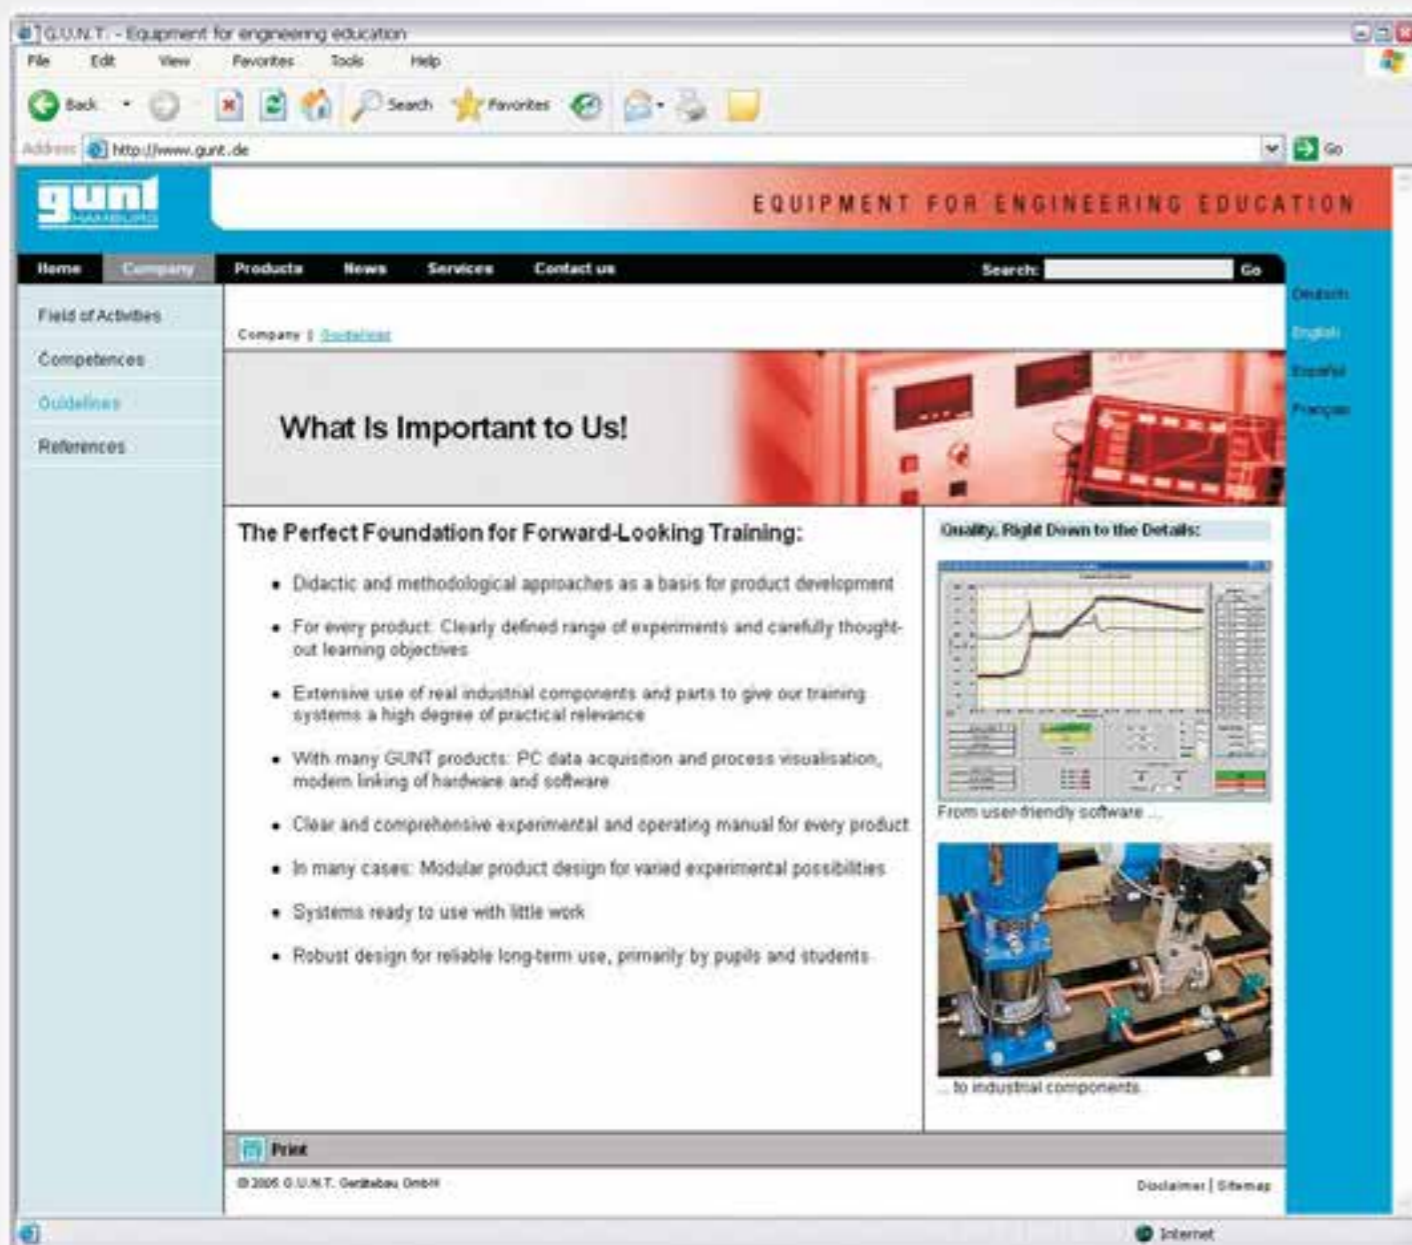 G.U.N.T. - Equipment for engineering education
File Edit View Favorites Tools Help
Back Search Favorites
Address http://www.gunt.de Go
gunt
HAMBURG
EQUIPMENT FOR ENGINEERING EDUCATION
Home Company Products News Services Contact us Search: Go
Deutsch
English
Español
Français
Field of Activities
Competences
Guidelines
References
Company | Guidelines
What Is Important to Us!
The Perfect Foundation for Forward-Looking Training:
• Didactic and methodological approaches as a basis for product development
• For every product: Clearly defined range of experiments and carefully thought-
out learning objectives
• Extensive use of real industrial components and parts to give our training
systems a high degree of practical relevance
• With many GUNT products: PC data acquisition and process visualisation,
modern linking of hardware and software
• Clear and comprehensive experimental and operating manual for every product
• In many cases: Modular product design for varied experimental possibilities
• Systems ready to use with little work
• Robust design for reliable long-term use, primarily by pupils and students
Quality, Right Down to the Details:
From user-friendly software ...
... to industrial components.
Print
© 2005 G.U.N.T. Gerätebau GmbH
Disclaimer | Sitemap
Internet